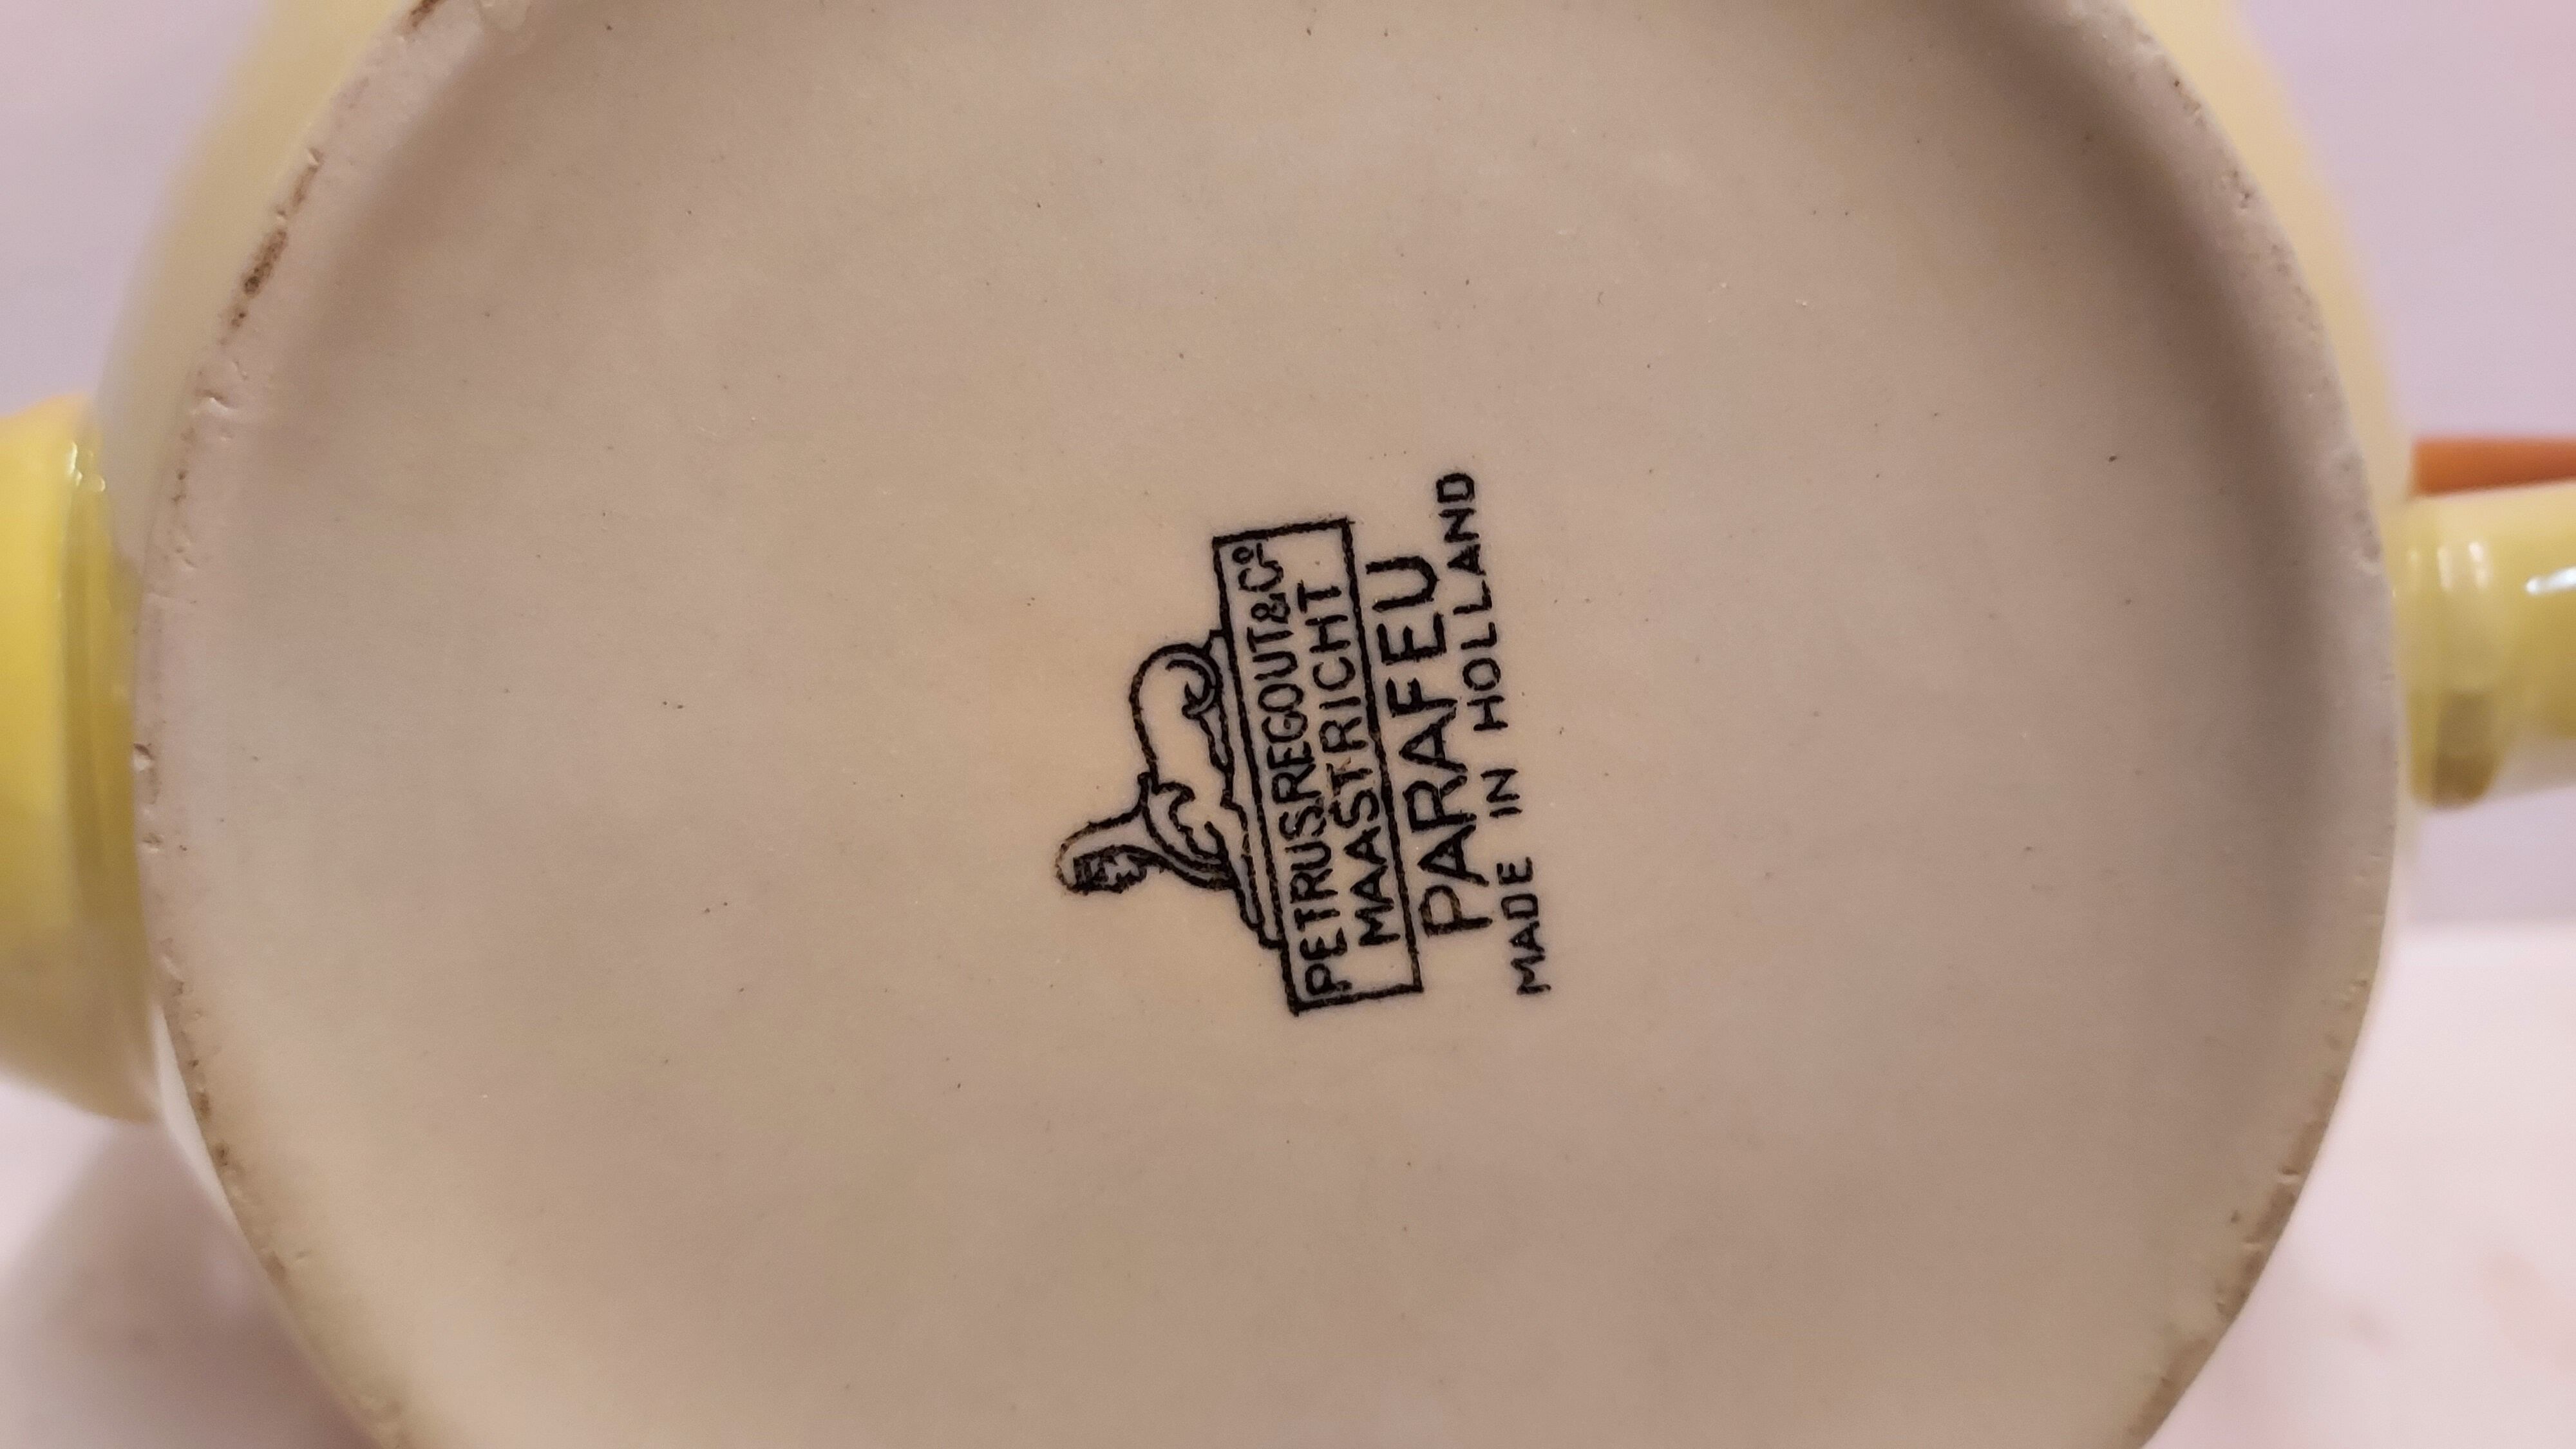 PETRUS REGOUT & Co
MAASTRICHT
PARAFEU
MADE IN HOLLAND